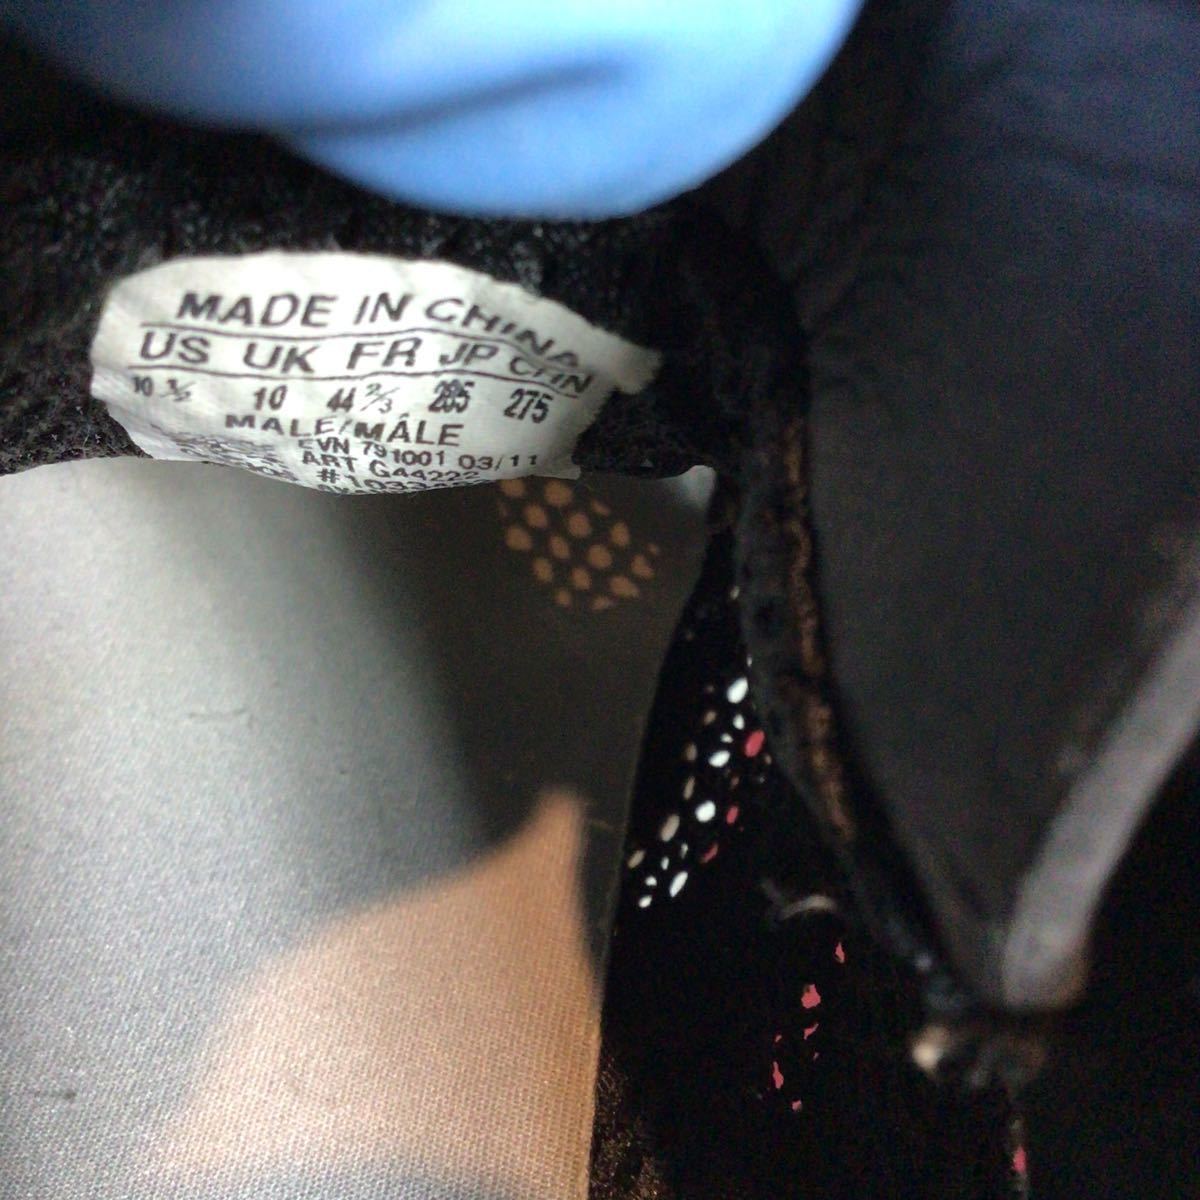 MADE IN CHINA
US UK FR JP CHN
10 ½ 10 44 ⅔ 285 275
MALE/MÂLE
EVN 791001 03/11
ART G44222